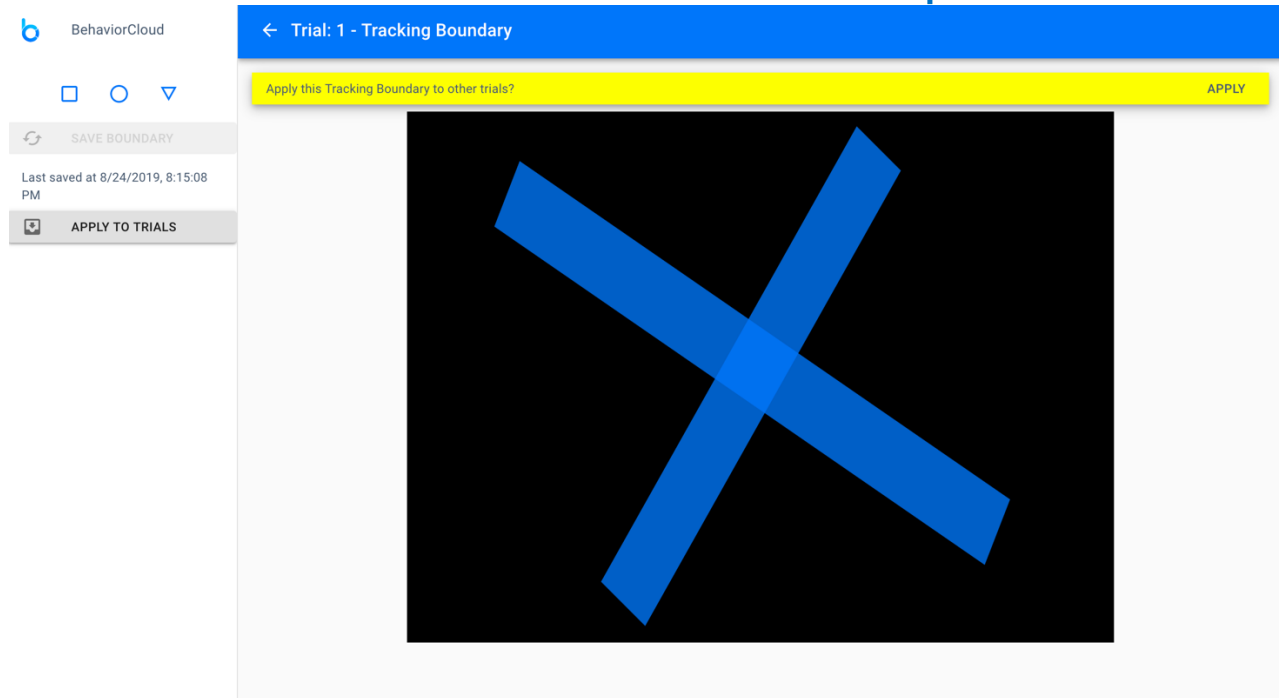 BehaviorCloud
Trial: 1 - Tracking Boundary
Apply this Tracking Boundary to other trials?
APPLY
SAVE BOUNDARY
Last saved at 8/24/2019, 8:15:08
PM
APPLY TO TRIALS